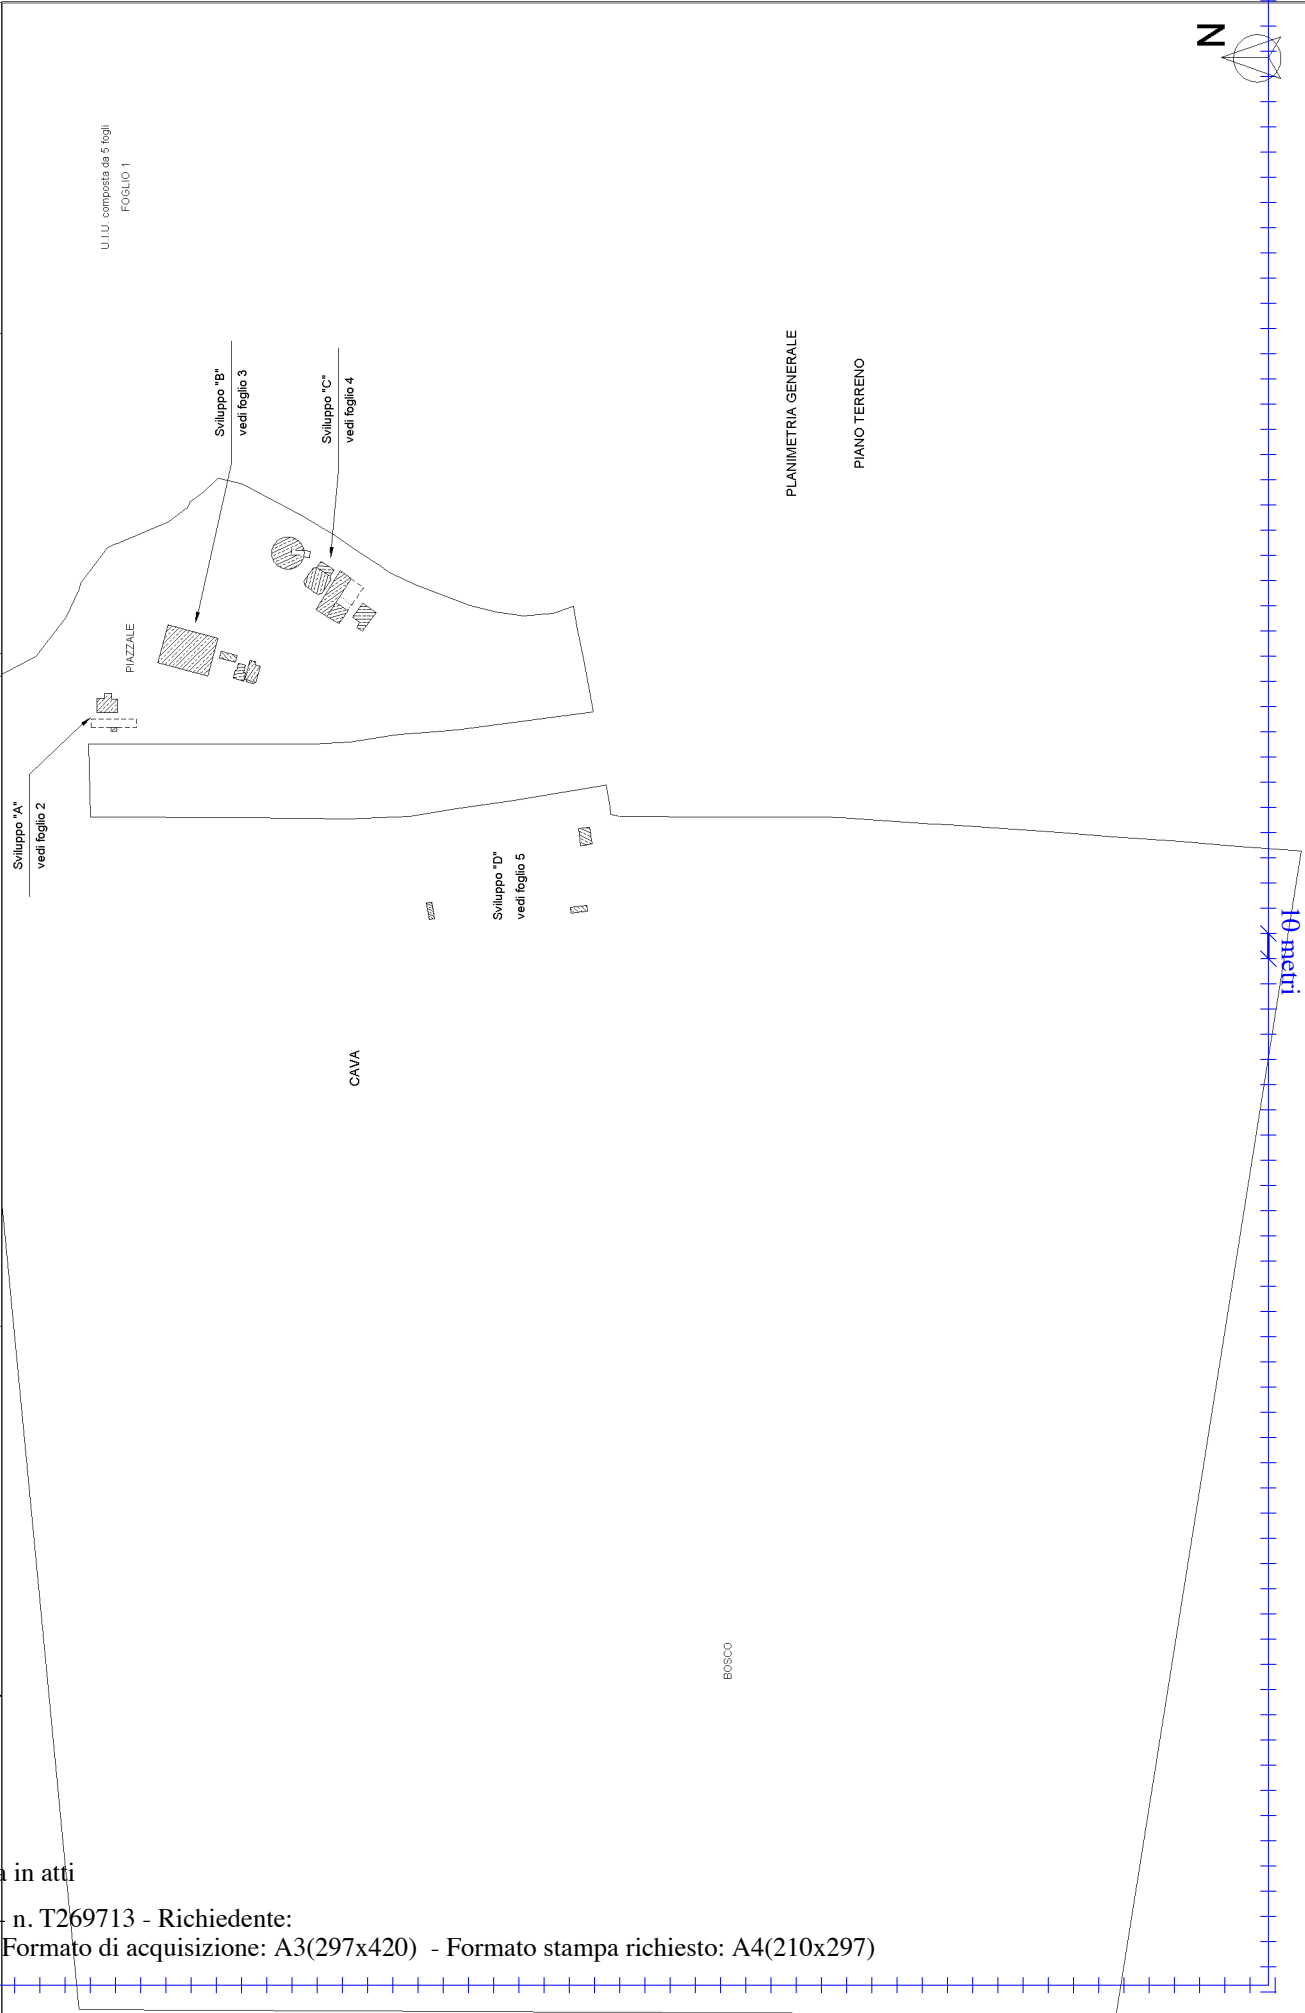 N
U.I.U. composta da 5 fogli
FOGLIO 1
Sviluppo "B"
vedi foglio 3
Sviluppo "C"
vedi foglio 4
PLANIMETRIA GENERALE
PIANO TERRENO
PIAZZALE
Sviluppo "A"
vedi foglio 2
Sviluppo "D"
vedi foglio 5
10 metri
CAVA
BOSCO
in atti
- n. T269713 - Richiedente:
Formato di acquisizione: A3(297x420) - Formato stampa richiesto: A4(210x297)